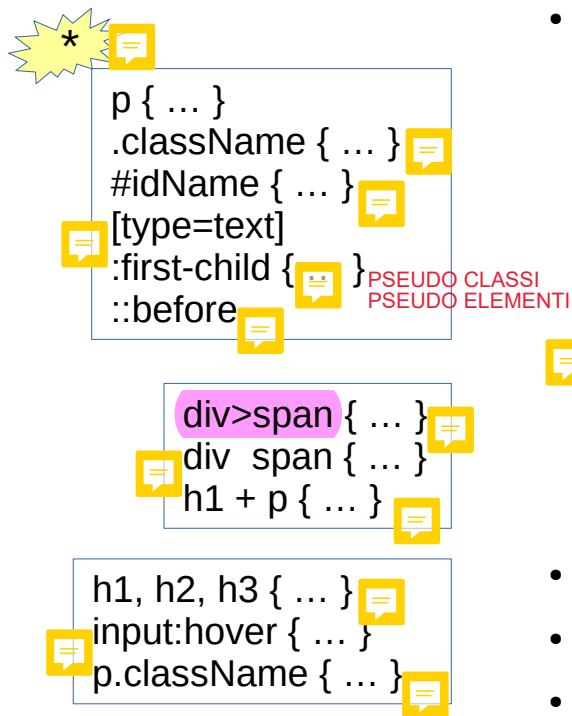 *
p { … }
.className { … }
#idName { … }
[type=text]
:first-child { }
PSEUDO CLASSI
PSEUDO ELEMENTI
::before
div>span { … }
div span { … }
h1 + p { … }
h1, h2, h3 { … }
input:hover { … }
p.className { … }